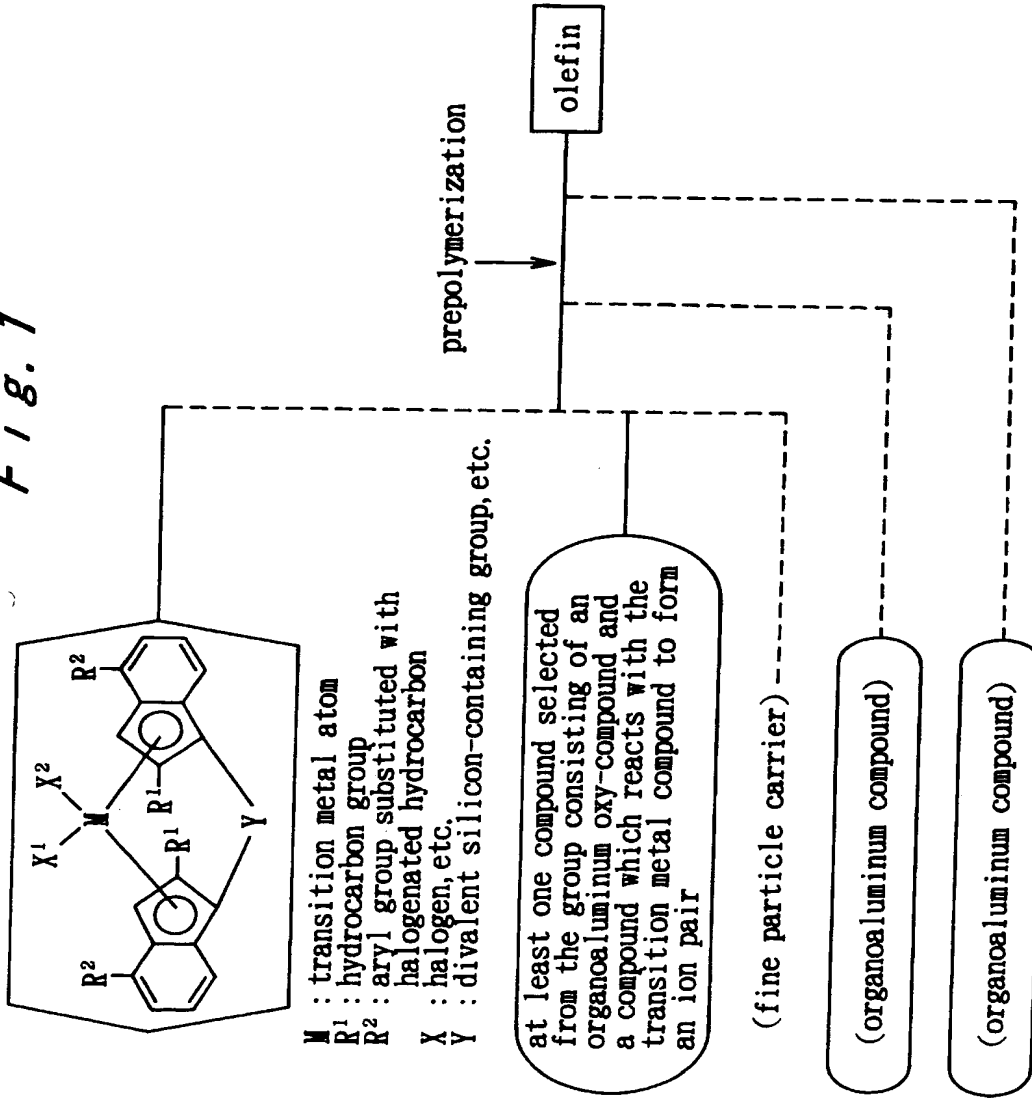 Fig. 1
X¹
X²
M
R²
R¹
R¹
R²
Y
M : transition metal atom
R¹ : hydrocarbon group
R² : aryl group substituted with
halogenated hydrocarbon
X : halogen, etc.
Y : divalent silicon-containing group, etc.
at least one compound selected
from the group consisting of an
organoaluminum oxy-compound and
a compound which reacts with the
transition metal compound to form
an ion pair
(fine particle carrier)
(organoaluminum compound)
(organoaluminum compound)
prepolymerization
olefin